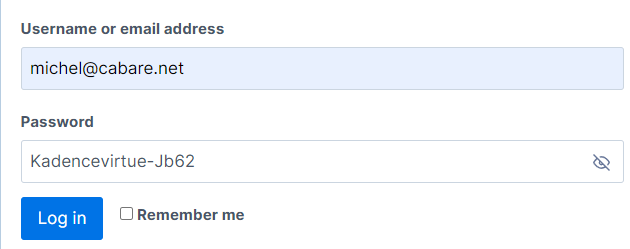 Username or email address
michel@cabare.net
Password
Kadencevirtue-Jb62
Log in
Remember me